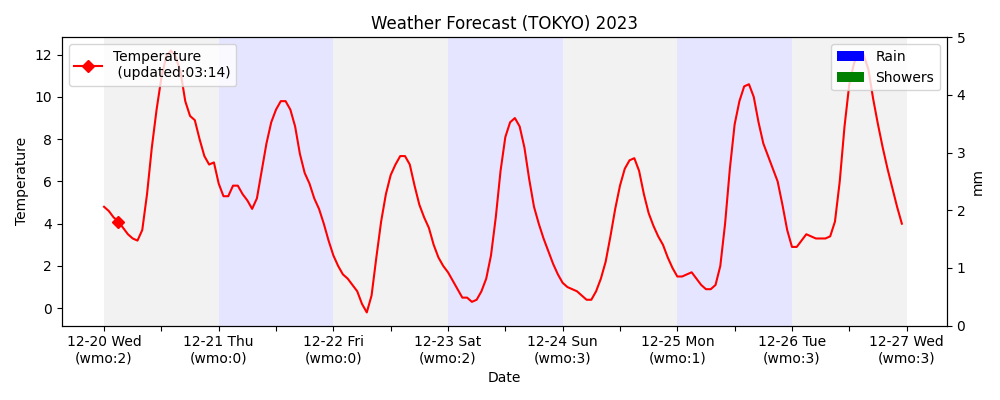 Weather Forecast (TOKYO) 2023
Temperature
(updated:03:14)
Rain
Showers
12
10
8
6
4
2
0
Temperature
5
4
3
2
1
0
mm
12-20 Wed
(wmo:2)
12-21 Thu
(wmo:0)
12-22 Fri
(wmo:0)
12-23 Sat
(wmo:2)
12-24 Sun
(wmo:3)
12-25 Mon
(wmo:1)
12-26 Tue
(wmo:3)
12-27 Wed
(wmo:3)
Date